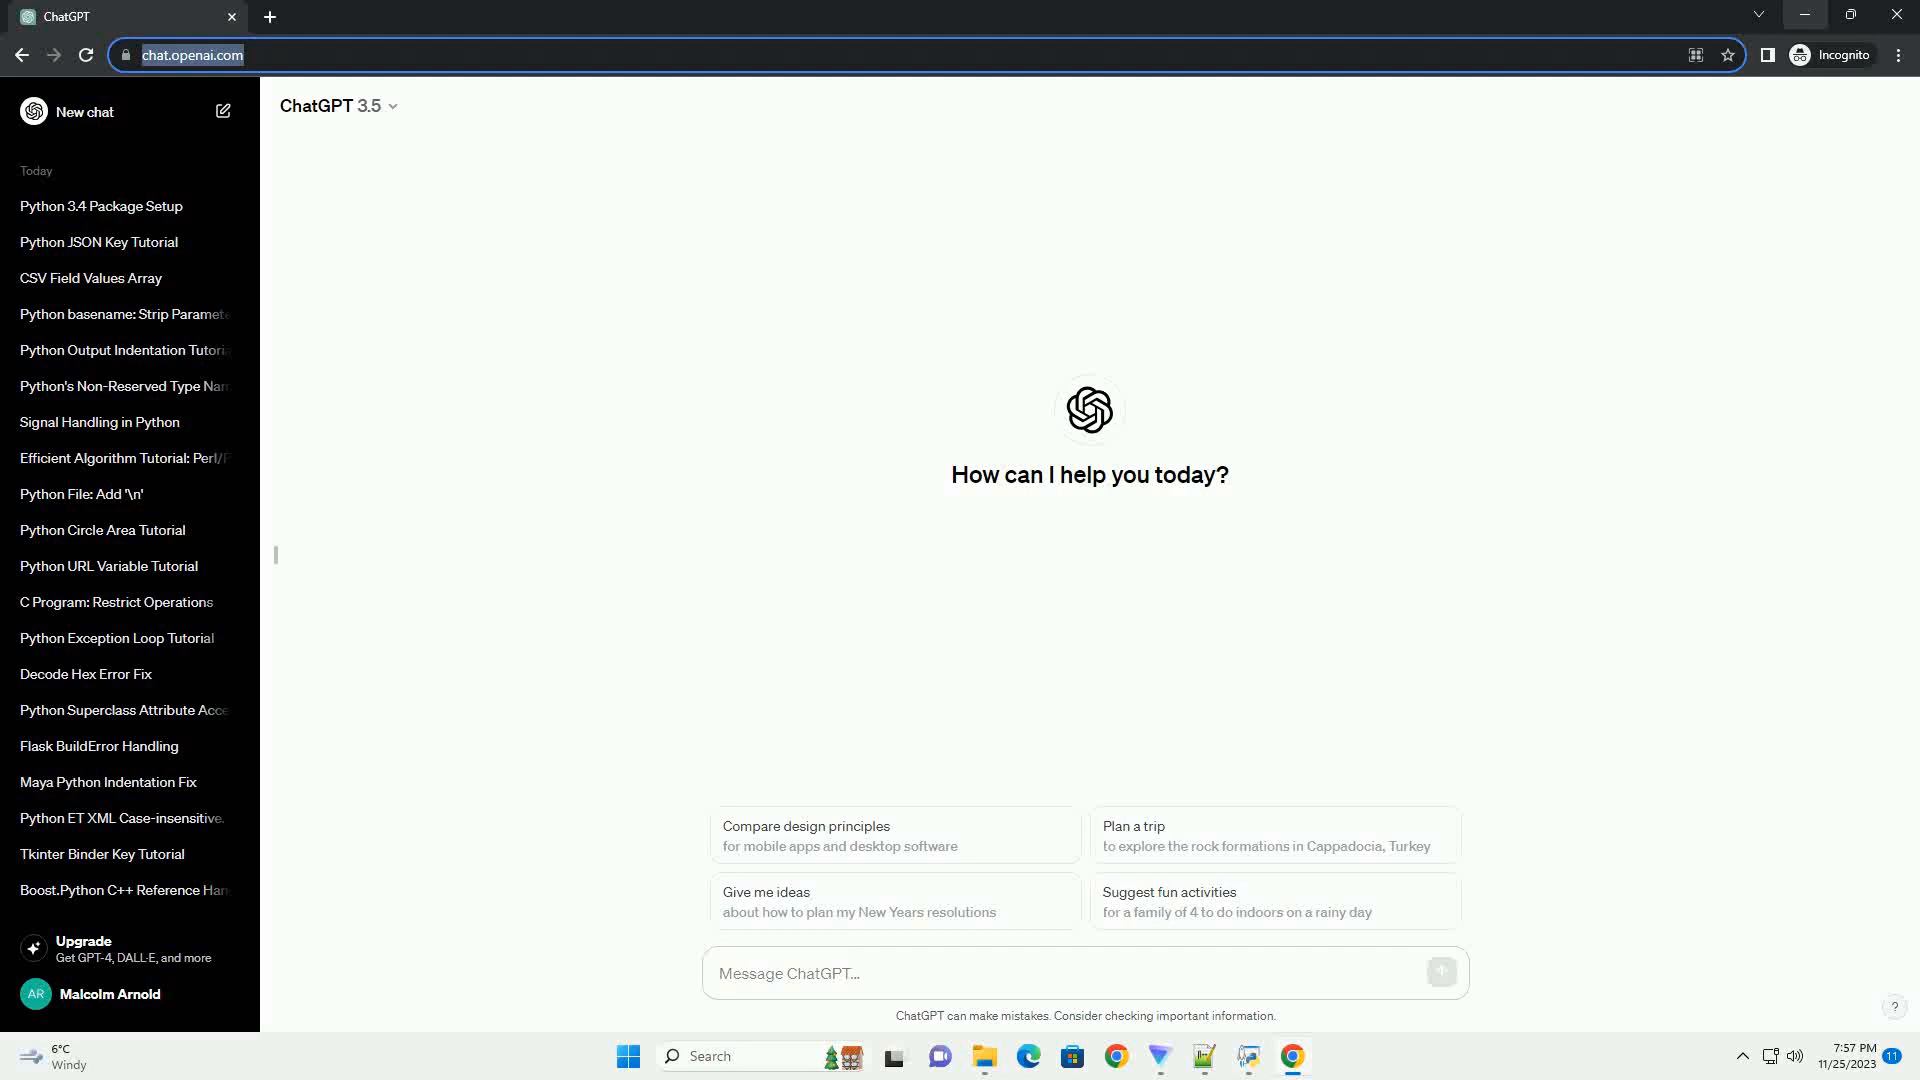 ChatGPT
chat.openai.com
Incognito
New chat
ChatGPT 3.5
Today
Python 3.4 Package Setup
Python JSON Key Tutorial
CSV Field Values Array
Python basename: Strip Paramet
Python Output Indentation Tutori
Python's Non-Reserved Type Nam
Signal Handling in Python
Efficient Algorithm Tutorial: Perl/
Python File: Add '\n'
Python Circle Area Tutorial
Python URL Variable Tutorial
C Program: Restrict Operations
Python Exception Loop Tutorial
Decode Hex Error Fix
Python Superclass Attribute Acce
Flask BuildError Handling
Maya Python Indentation Fix
Python ET XML Case-insensitive.
Tkinter Binder Key Tutorial
Boost.Python C++ Reference Han
Upgrade
Get GPT-4, DALL·E, and more
AR Malcolm Arnold
How can I help you today?
Compare design principles
for mobile apps and desktop software
Plan a trip
to explore the rock formations in Cappadocia, Turkey
Give me ideas
about how to plan my New Years resolutions
Suggest fun activities
for a family of 4 to do indoors on a rainy day
Message ChatGPT...
ChatGPT can make mistakes. Consider checking important information.
?
6°C
Windy
Search
7:57 PM
11/25/2023
11